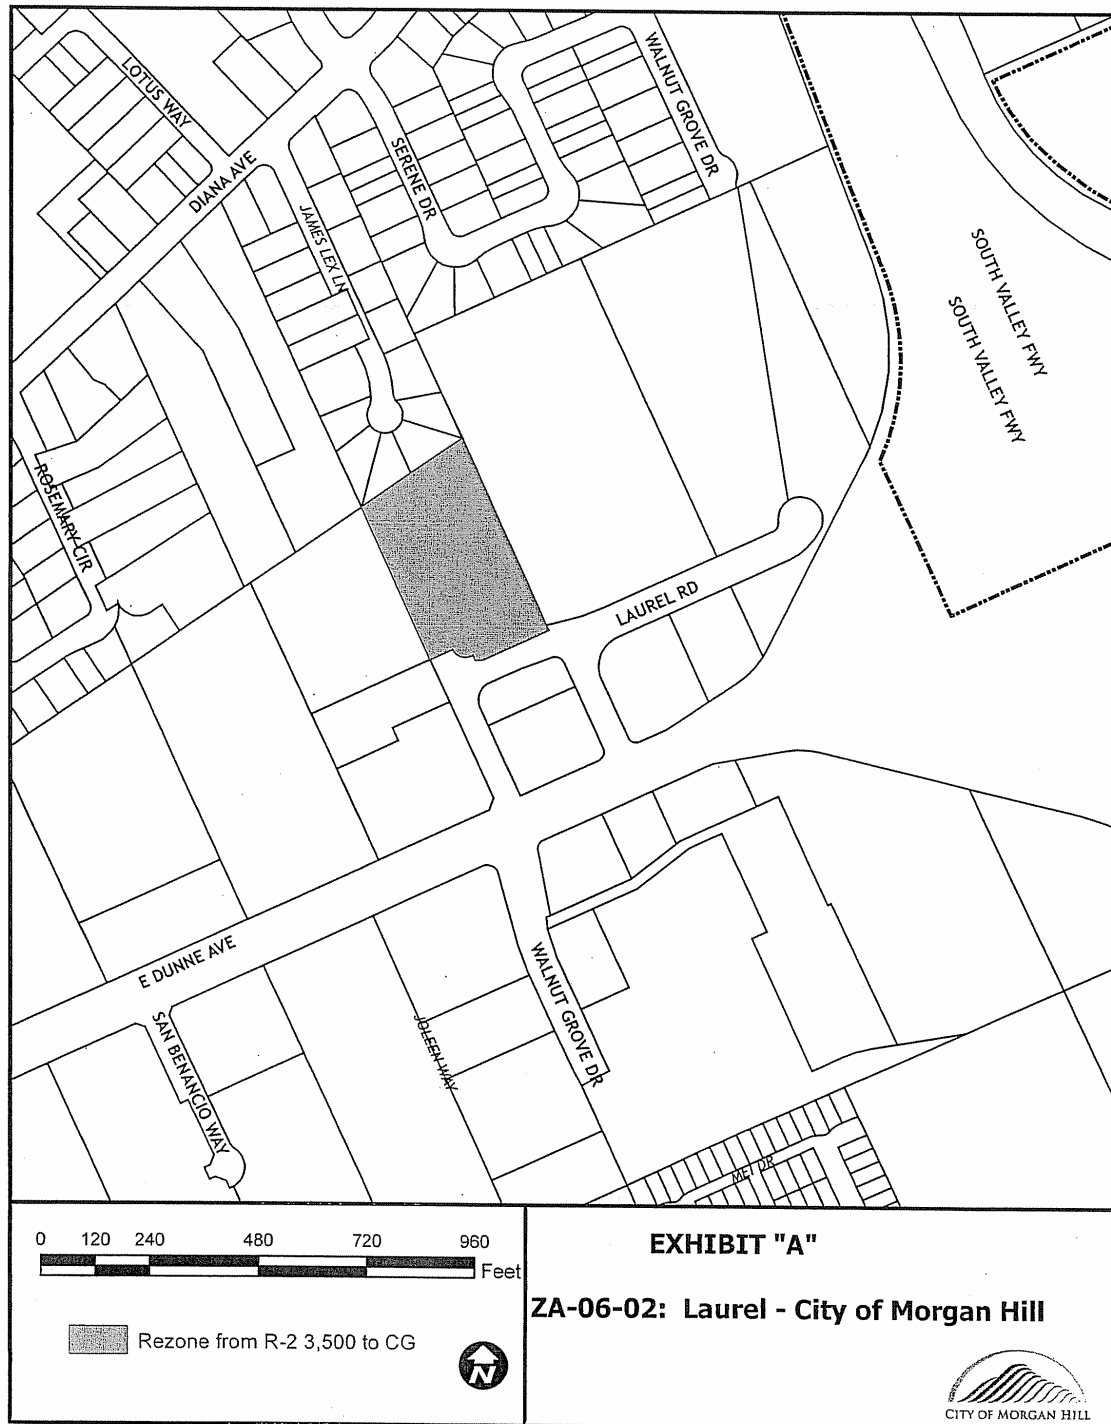 LOTUS WAY
WALNUT GROVE DR
DIANA AVE
SERENE DR
JAMES LEX LN
SOUTH VALLEY FWY
SOUTH VALLEY FWY
ROSEMARY CIR
LAUREL RD
E DUNNE AVE
WALNUT GROVE DR
JOLEEN WAY
SAN BENANCIO WAY
MET DR
0 120 240 480 720 960
Feet
Rezone from R-2 3,500 to CG
N
EXHIBIT "A"
ZA-06-02: Laurel - City of Morgan Hill
CITY OF MORGAN HILL